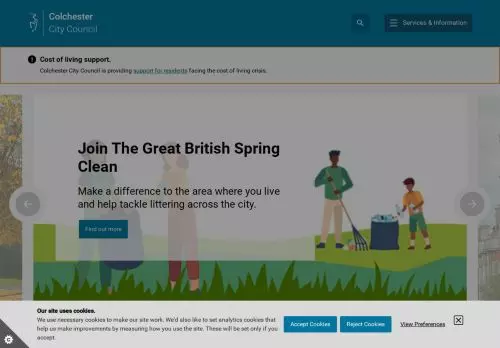 Colchester
City Council
Services & Information
Cost of living support.
Colchester City Council is providing support for residents facing the cost of living crisis.
Join The Great British Spring
Clean
Make a difference to the area where you live
and help tackle littering across the city.
Find out more
Our site uses cookies.
We use necessary cookies to make our site work. We'd also like to set analytics cookies that
help us make improvements by measuring how you use the site. These will be set only if you
accept.
Accept Cookies
Reject Cookies
View Preferences